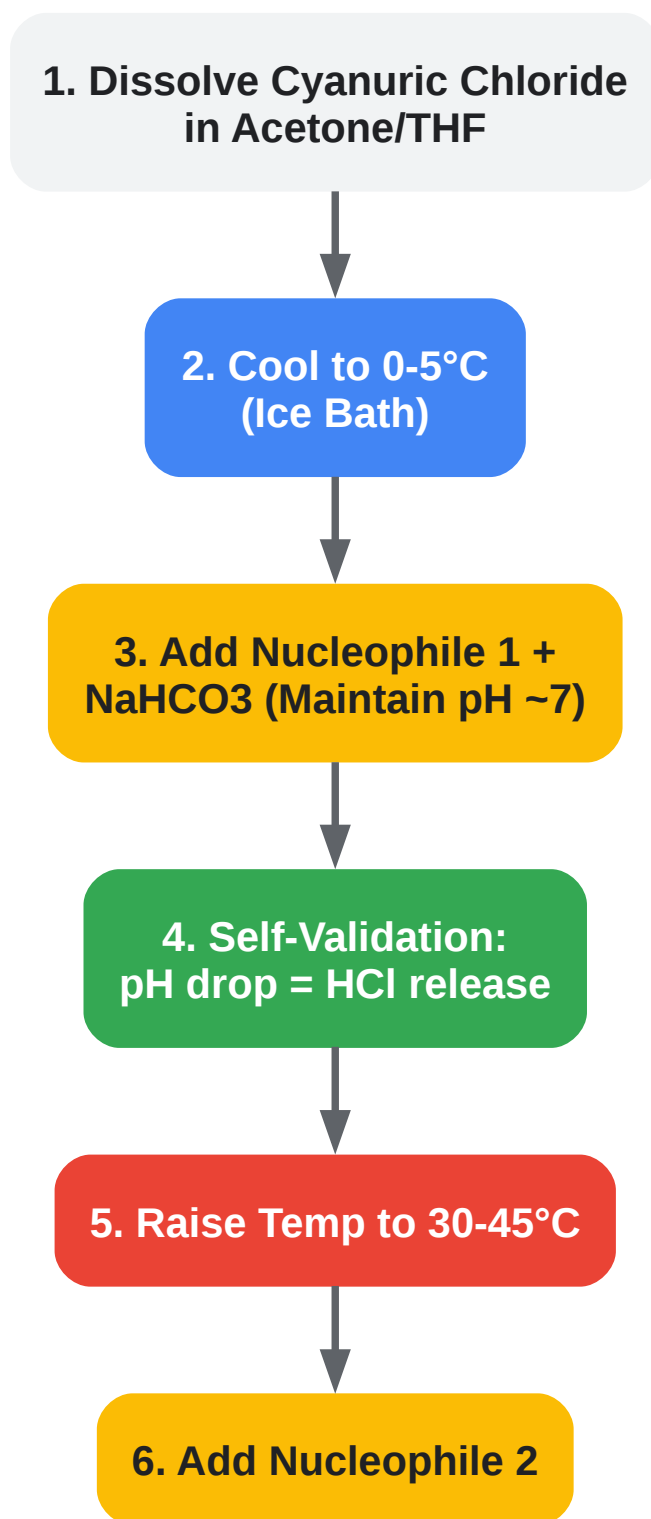 1. Dissolve Cyanuric Chloride
in Acetone/THF
2. Cool to 0-5°C
(Ice Bath)
3. Add Nucleophile 1 +
NaHCO3 (Maintain pH ~7)
4. Self-Validation:
pH drop = HCl release
5. Raise Temp to 30-45°C
6. Add Nucleophile 2